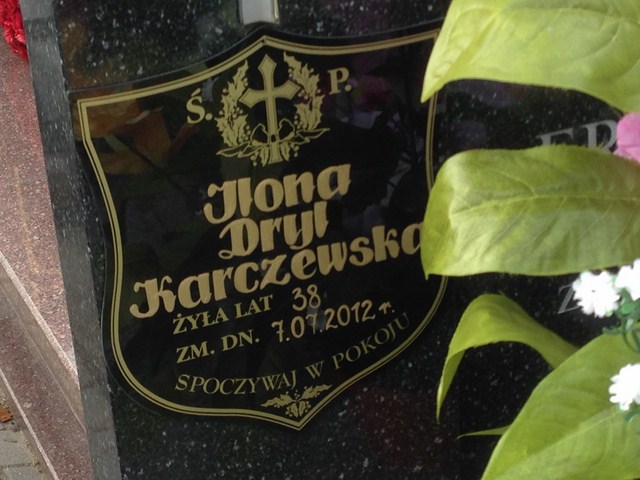 Ś. P.
Ilona
Dryl
Karczewska
ŻYŁA LAT 38
ZM. DN. 7.07.2012 r.
SPOCZYWAJ W POKOJU